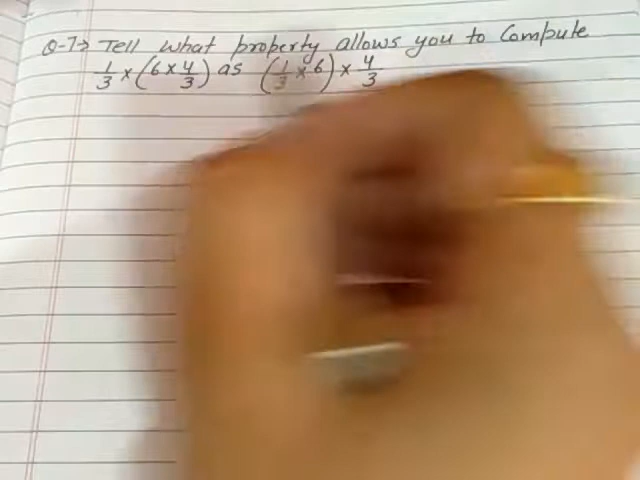 Q-7→ Tell what property allows you to Compute
1/3 × (6 × 4/3) as (1/3 × 6) × 4/3